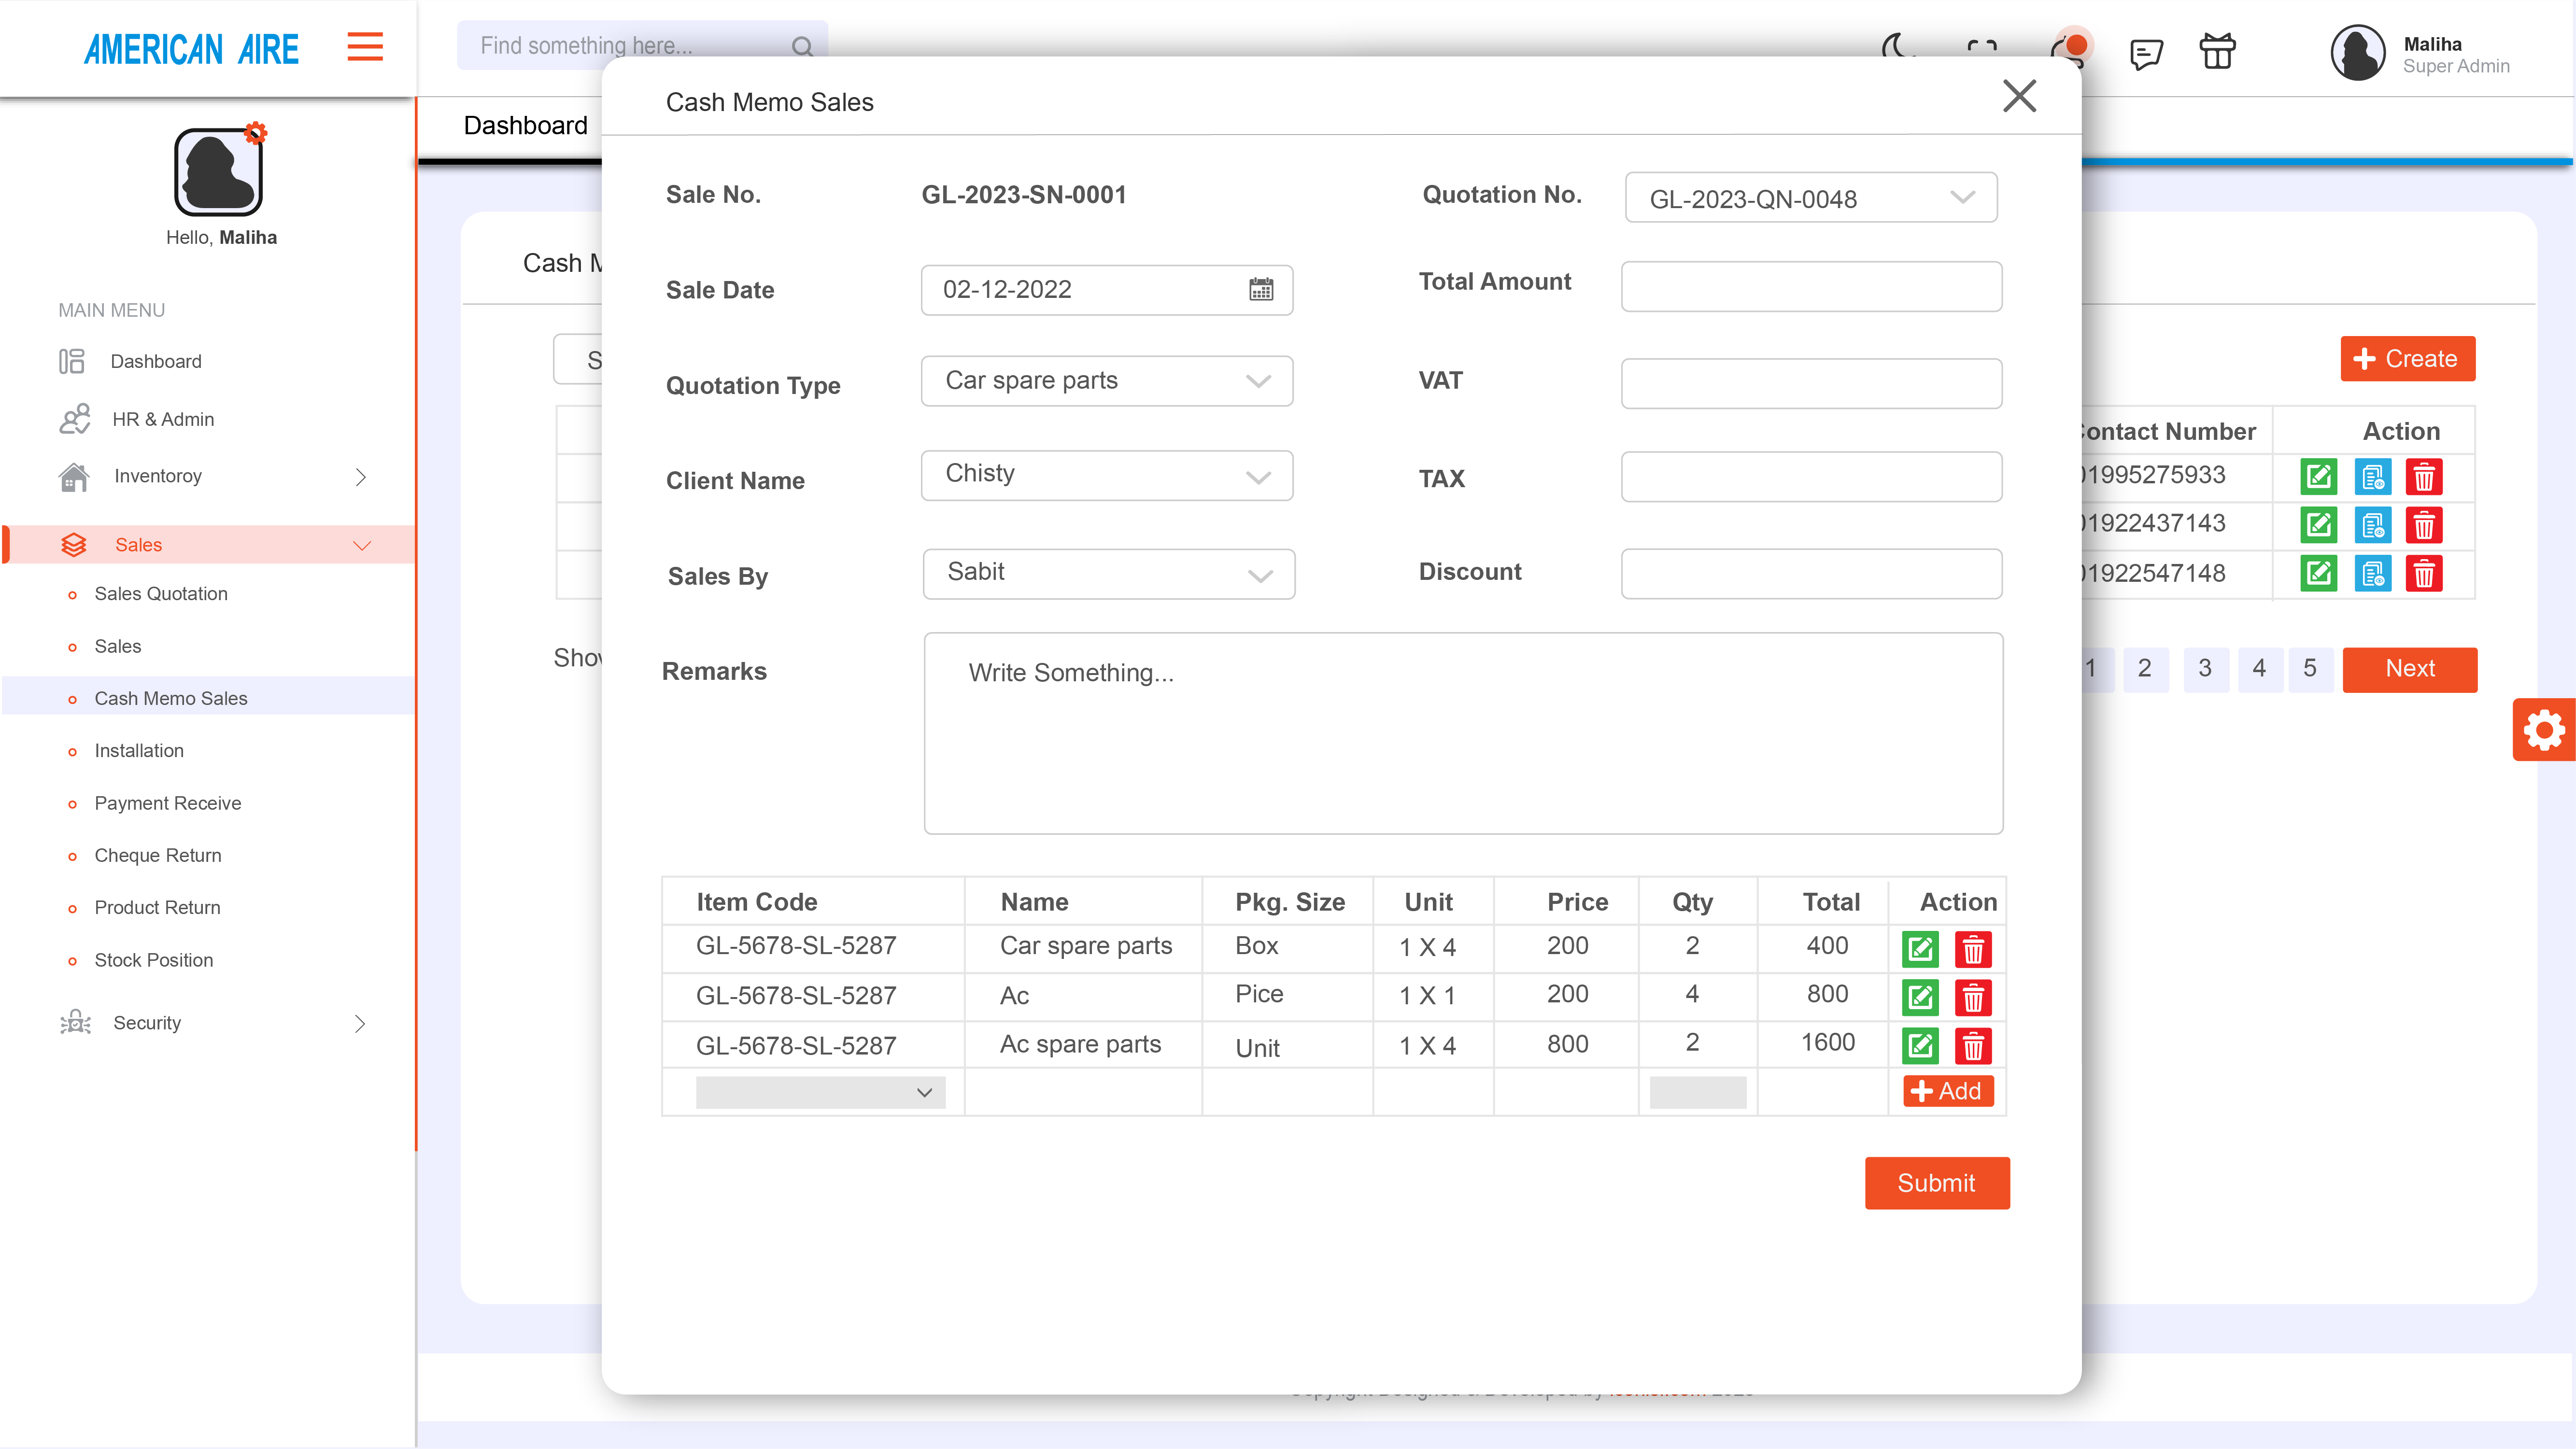 AMERICAN AIRE
Find something here...
Maliha
Super Admin
Dashboard
Hello, Maliha
MAIN MENU
Dashboard
HR & Admin
Inventoroy
Sales
Sales Quotation
Sales
Cash Memo Sales
Installation
Payment Receive
Cheque Return
Product Return
Stock Position
Security
Cash Memo Sales
Sale No. GL-2023-SN-0001 Quotation No. GL-2023-QN-0048
Sale Date 02-12-2022 Total Amount
Quotation Type Car spare parts VAT
Client Name Chisty TAX
Sales By Sabit Discount
Remarks Write Something...
Item Code Name Pkg. Size Unit Price Qty Total Action
GL-5678-SL-5287 Car spare parts Box 1 X 4 200 2 400
GL-5678-SL-5287 Ac Pice 1 X 1 200 4 800
GL-5678-SL-5287 Ac spare parts Unit 1 X 4 800 2 1600
Add
Submit
Cash
Create
Number Action
1995275933
1922437143
1922547148
1 2 3 4 5 Next